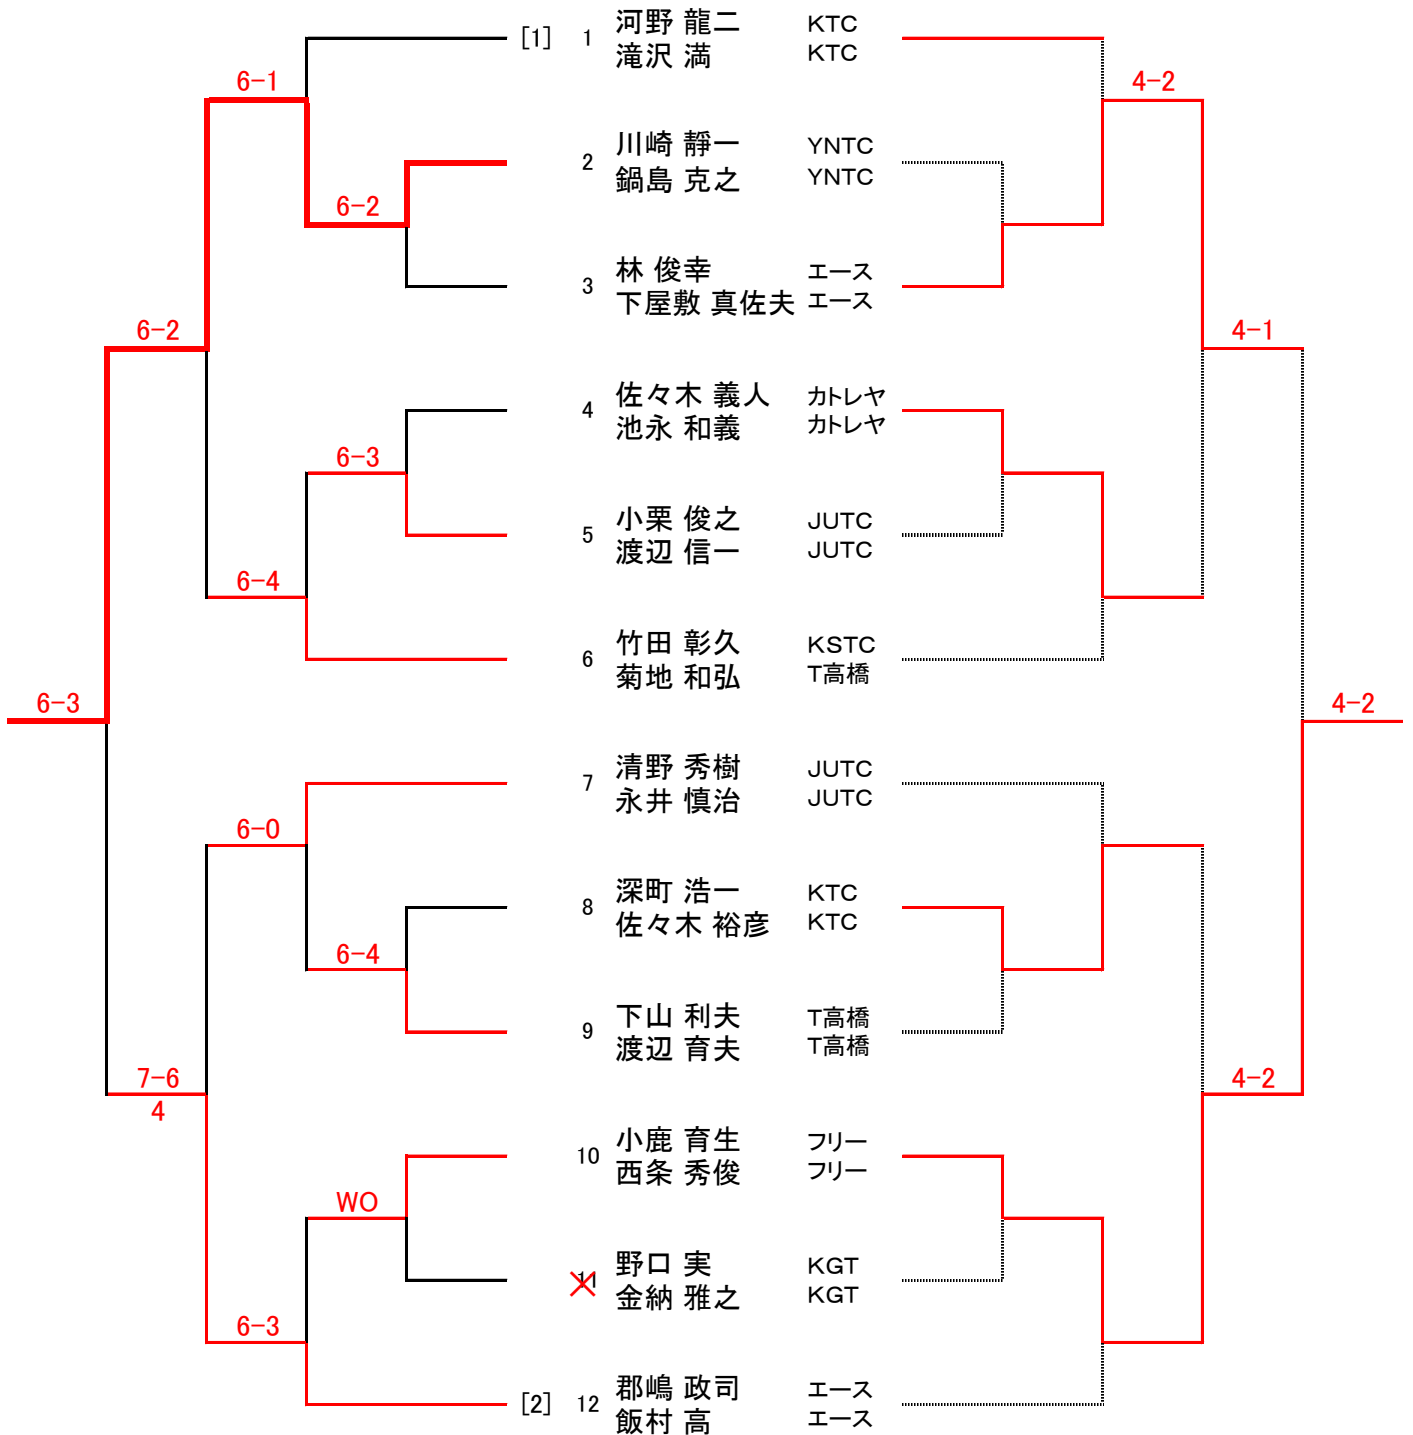 [1] 1 河野 龍二 KTC
滝沢 満 KTC
6-1 4-2
2 川崎 靜一 YNTC
鍋島 克之 YNTC
6-2
3 林 俊幸 エース
下屋敷 真佐夫 エース
6-2 4-1
4 佐々木 義人 カトレヤ
池永 和義 カトレヤ
6-3
5 小栗 俊之 JUTC
渡辺 信一 JUTC
6-4
6 竹田 彰久 KSTC
菊地 和弘 T高橋
6-3 4-2
7 清野 秀樹 JUTC
永井 慎治 JUTC
6-0
8 深町 浩一 KTC
佐々木 裕彦 KTC
6-4
9 下山 利夫 T高橋
渡辺 育夫 T高橋
7-6 4-2
4
10 小鹿 育生 フリー
西条 秀俊 フリー
WO
11 野口 実 KGT
金納 雅之 KGT
6-3
[2] 12 郡嶋 政司 エース
飯村 高 エース